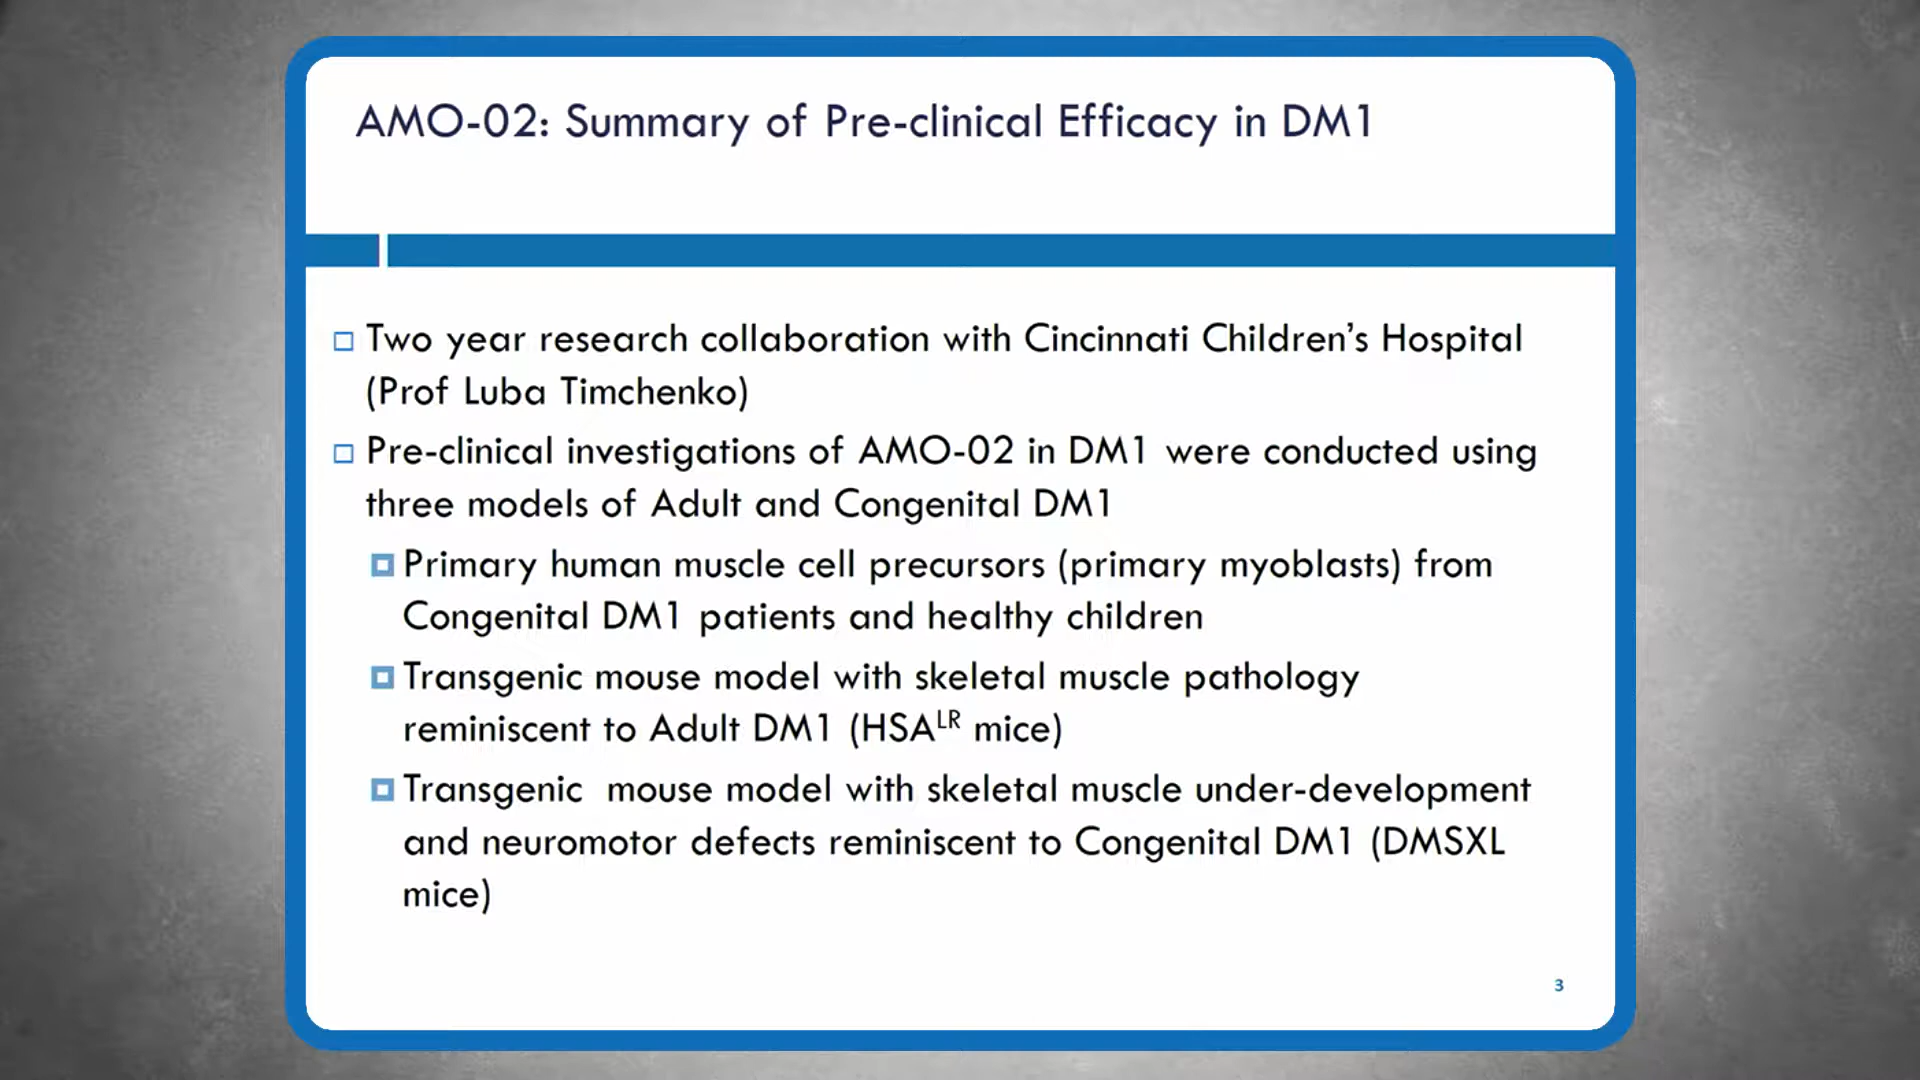 AMO-02: Summary of Pre-clinical Efficacy in DM1
Two year research collaboration with Cincinnati Children’s Hospital
(Prof Luba Timchenko)
Pre-clinical investigations of AMO-02 in DM1 were conducted using
three models of Adult and Congenital DM1
Primary human muscle cell precursors (primary myoblasts) from
Congenital DM1 patients and healthy children
Transgenic mouse model with skeletal muscle pathology
reminiscent to Adult DM1 (HSALR mice)
Transgenic mouse model with skeletal muscle under-development
and neuromotor defects reminiscent to Congenital DM1 (DMSXL
mice)
3